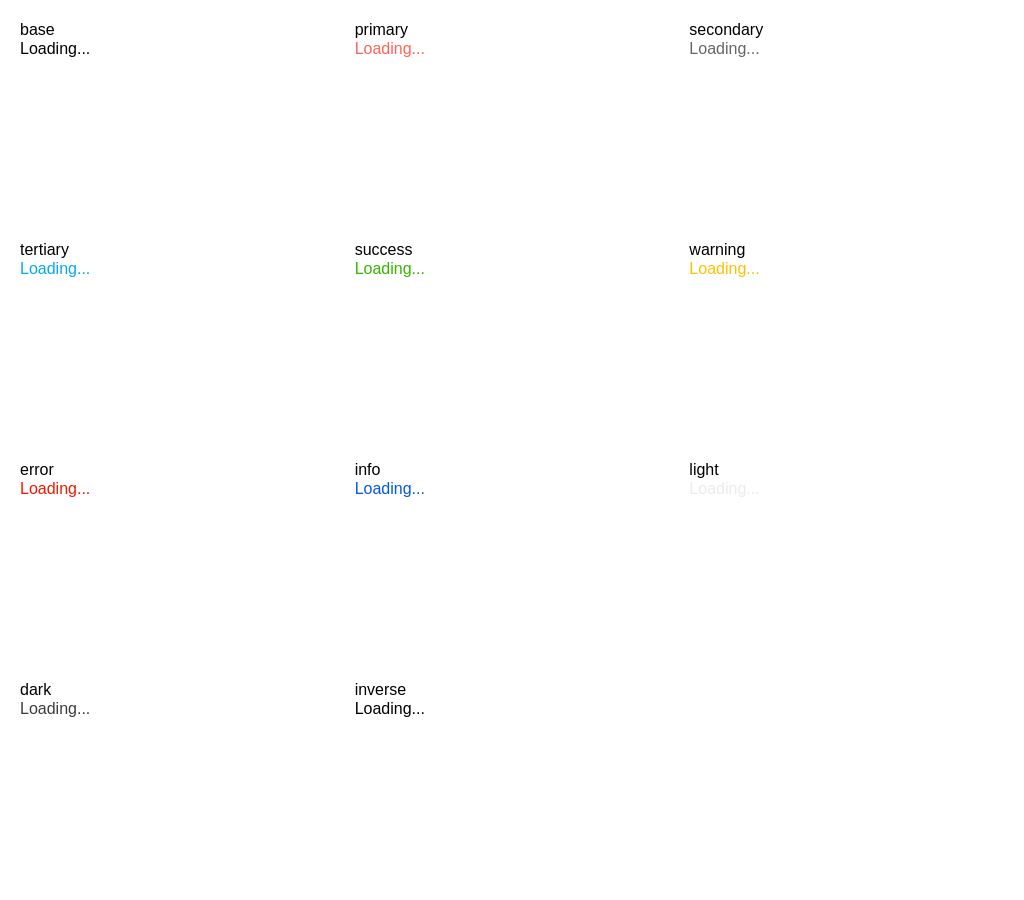 base
Loading...
primary
Loading...
secondary
Loading...
tertiary
Loading...
success
Loading...
warning
Loading...
error
Loading...
info
Loading...
light
Loading...
dark
Loading...
inverse
Loading...